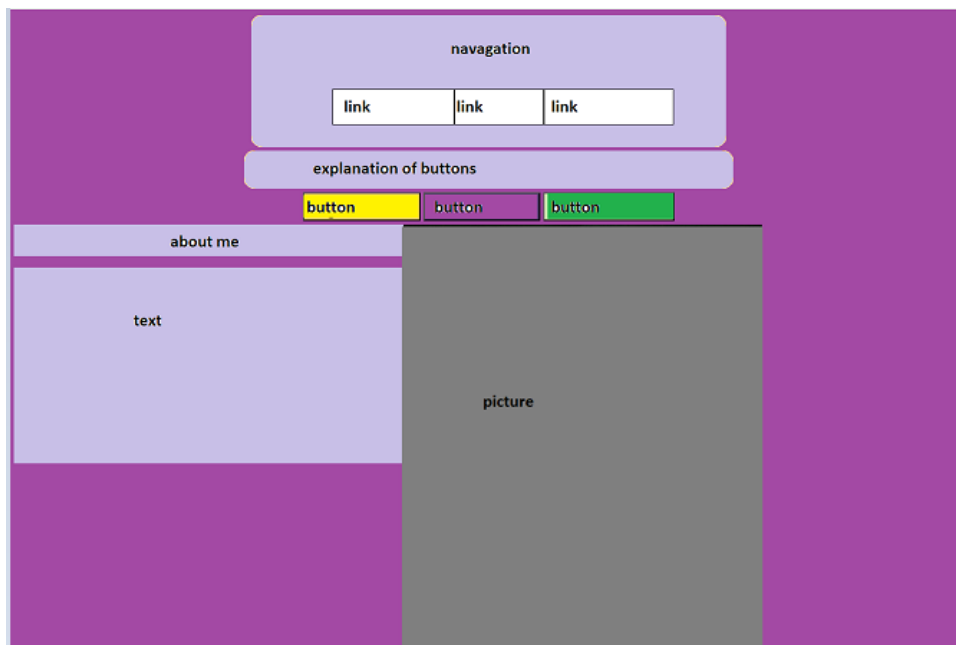 navagation
link link link
explanation of buttons
button button button
about me
text
picture